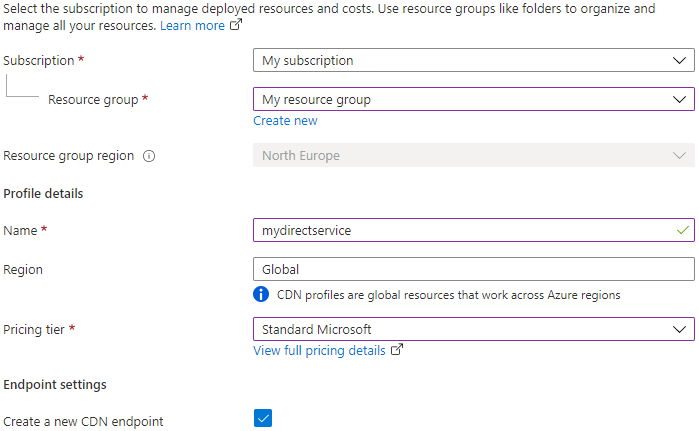 Select the subscription to manage deployed resources and costs. Use resource groups like folders to organize and
manage all your resources. Learn more
Subscription *
My subscription
Resource group *
My resource group
Create new
Resource group region
North Europe
Profile details
Name *
mydirectservice
Region
Global
CDN profiles are global resources that work across Azure regions
Pricing tier *
Standard Microsoft
View full pricing details
Endpoint settings
Create a new CDN endpoint